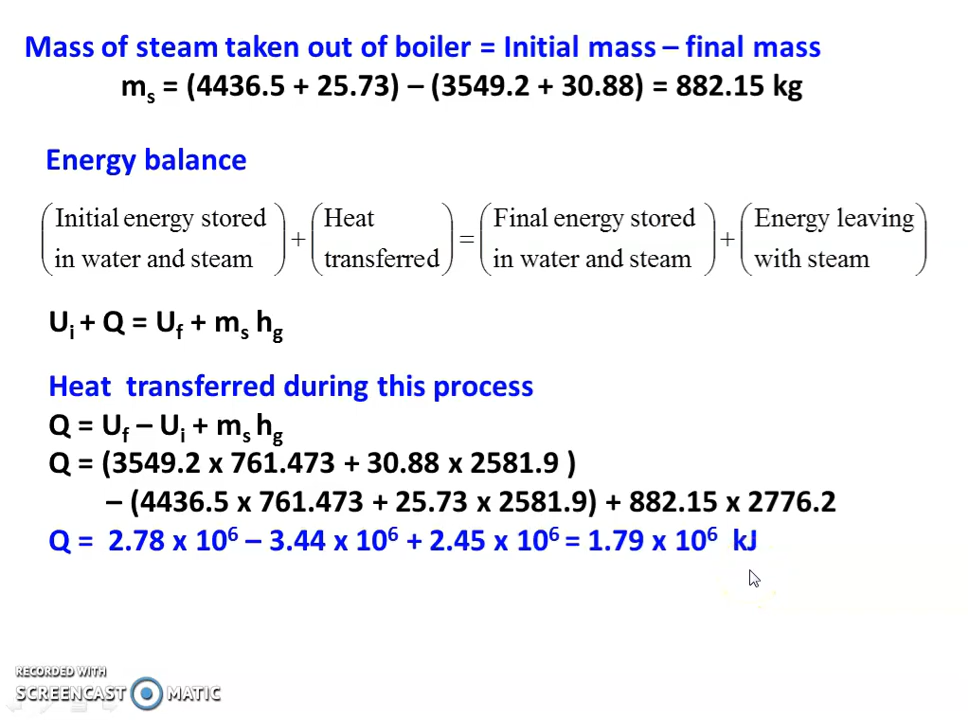 Mass of steam taken out of boiler = Initial mass – final mass
mₛ = (4436.5 + 25.73) – (3549.2 + 30.88) = 882.15 kg
Energy balance
(Initial energy stored in water and steam) + (Heat transferred) = (Final energy stored in water and steam) + (Energy leaving with steam)
Uᵢ + Q = U_f + mₛ h_g
Heat transferred during this process
Q = U_f – Uᵢ + mₛ h_g
Q = (3549.2 x 761.473 + 30.88 x 2581.9 )
– (4436.5 x 761.473 + 25.73 x 2581.9) + 882.15 x 2776.2
Q = 2.78 x 10⁶ – 3.44 x 10⁶ + 2.45 x 10⁶ = 1.79 x 10⁶ kJ
RECORDED WITH
SCREENCAST MATIC